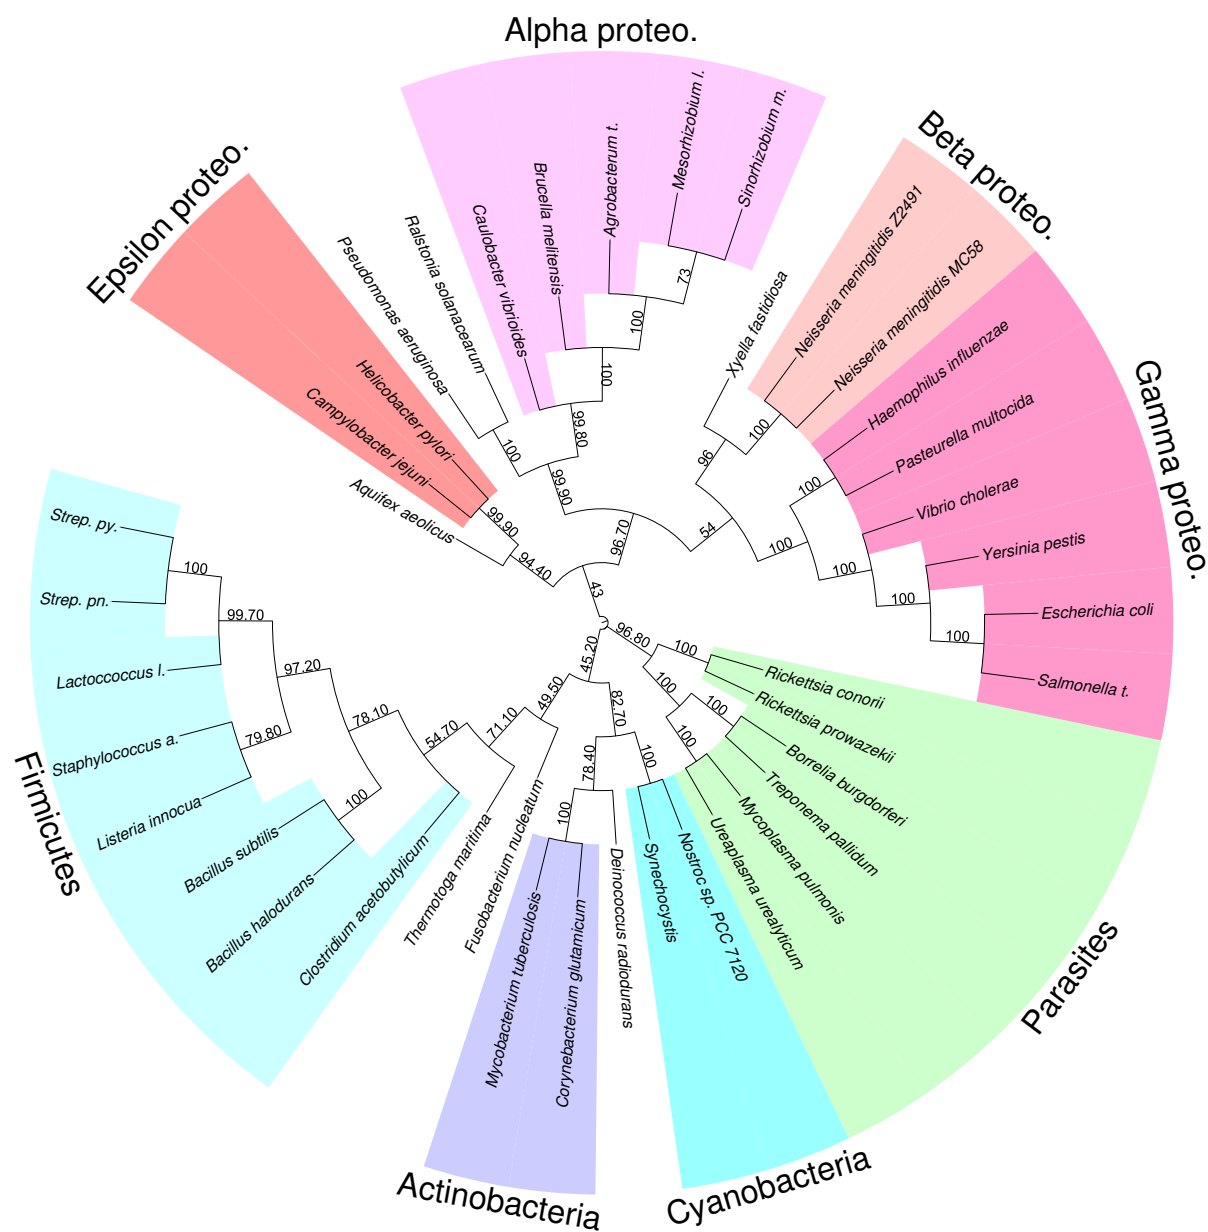 Alpha proteo.
Beta proteo.
Gamma proteo.
Epsilon proteo.
Firmicutes
Actinobacteria
Cyanobacteria
Parasites
Caulobacter vibrioides
Brucella melitensis
Agrobacterum t.
Mesorhizobium l.
Sinorhizobium m.
Xyella fastidiosa
Neisseria meningitidis Z2491
Neisseria meningitidis MC58
Haemophilus influenzae
Pasteurella multocida
Vibrio cholerae
Yersinia pestis
Escherichia coli
Salmonella t.
Rickettsia conorii
Rickettsia prowazekii
Borrelia burgdorferi
Treponema pallidum
Mycoplasma pulmonis
Ureaplasma urealyticum
Nostoc sp. PCC 7120
Synechocystis
Deinococcus radiodurans
Corynebacterium glutamicum
Mycobacterium tuberculosis
Fusobacterium nucleatum
Thermotoga maritima
Clostridium acetobutylicum
Bacillus halodurans
Bacillus subtilis
Listeria innocua
Staphylococcus a.
Lactoccoccus l.
Strep. pn.
Strep. py.
Aquifex aeolicus
Campylobacter jejuni
Helicobacter pylori
Pseudomonas aeruginosa
Ralstonia solanacearum
73
100
100
99.80
100
99.90
96.70
54
96
100
100
100
100
100
100
99.90
94.40
43
96.80
100
100
100
100
45.20
82.70
100
78.40
100
49.50
71.10
54.70
78.10
100
97.20
79.80
99.70
100